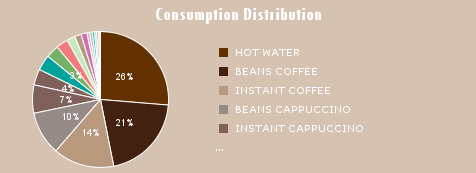 Consumption Distribution
HOT WATER
BEANS COFFEE
INSTANT COFFEE
BEANS CAPPUCCINO
INSTANT CAPPUCCINO
...
26%
21%
14%
10%
7%
4%
3%